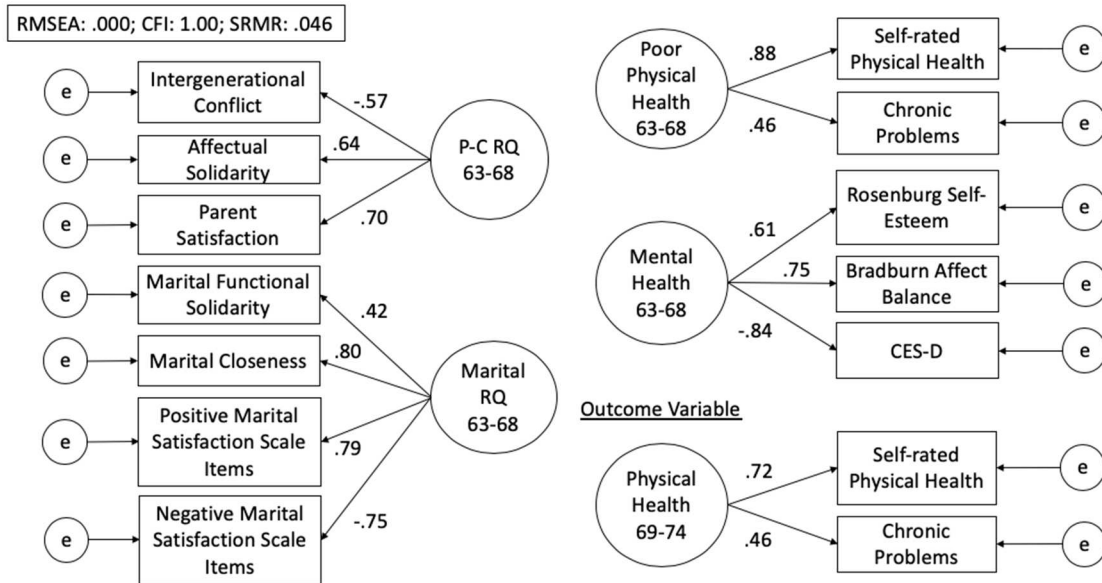 RMSEA: .000; CFI: 1.00; SRMR: .046
e
Intergenerational
Conflict
-.57
e
Affectual
Solidarity
.64
P-C RQ
63-68
e
Parent
Satisfaction
.70
e
Marital Functional
Solidarity
.42
e
Marital Closeness
.80
Marital
RQ
63-68
e
Positive Marital
Satisfaction Scale
Items
.79
e
Negative Marital
Satisfaction Scale
Items
-.75
Poor
Physical
Health
63-68
.88
Self-rated
Physical Health
e
.46
Chronic
Problems
e
Mental
Health
63-68
.61
Rosenburg Self-
Esteem
e
.75
Bradburn Affect
Balance
e
-.84
CES-D
e
Outcome Variable
Physical
Health
69-74
.72
Self-rated
Physical Health
e
.46
Chronic
Problems
e